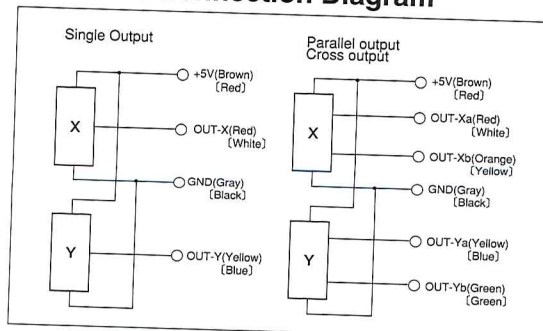 Diagram
Single Output
+5V(Brown)
〔Red〕
X
OUT-X(Red)
〔White〕
GND(Gray)
〔Black〕
Y
OUT-Y(Yellow)
〔Blue〕
Parallel output
Cross output
+5V(Brown)
〔Red〕
X
OUT-Xa(Red)
〔White〕
OUT-Xb(Orange)
〔Yellow〕
GND(Gray)
〔Black〕
Y
OUT-Ya(Yellow)
〔Blue〕
OUT-Yb(Green)
〔Green〕